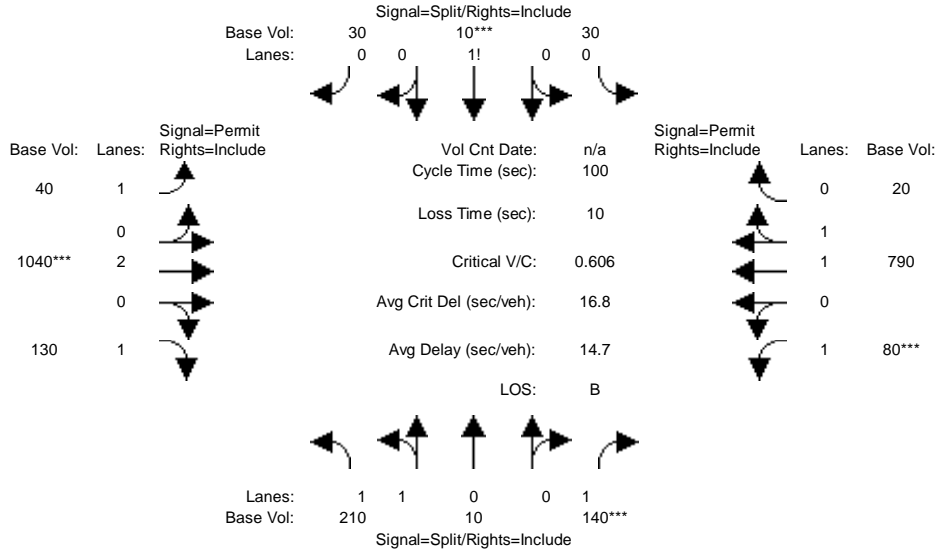 Signal=Split/Rights=Include
Base Vol: 30 10*** 30
Lanes: 0 0 1! 0 0
Signal=Permit
Base Vol: Lanes: Rights=Include
Vol Cnt Date: n/a
Signal=Permit
Rights=Include Lanes: Base Vol:
Cycle Time (sec): 100
40 1
0 20
Loss Time (sec): 10
0
1
1040*** 2
Critical V/C: 0.606
1 790
0
Avg Crit Del (sec/veh): 16.8
0
130 1
Avg Delay (sec/veh): 14.7
1 80***
LOS: B
Lanes: 1 1 0 0 1
Base Vol: 210 10 140***
Signal=Split/Rights=Include